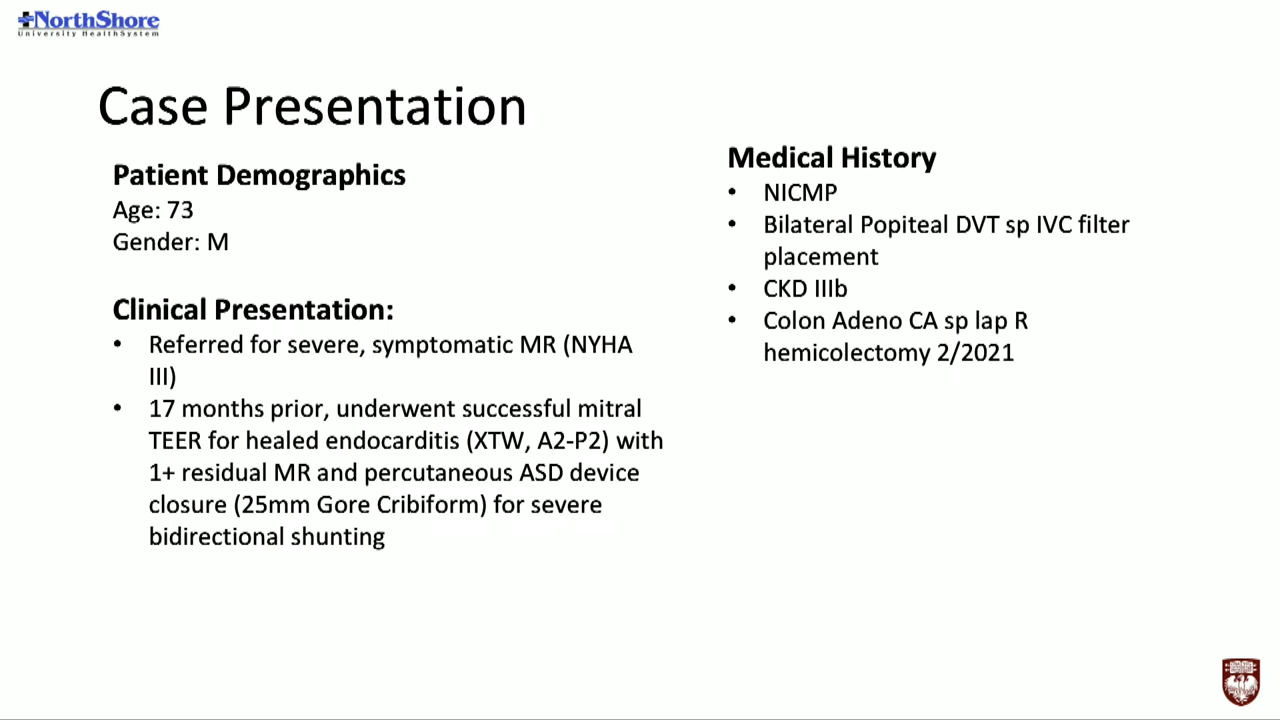 NorthShore
University HealthSystem
Case Presentation
Patient Demographics
Age: 73
Gender: M
Clinical Presentation:
• Referred for severe, symptomatic MR (NYHA
III)
• 17 months prior, underwent successful mitral
TEER for healed endocarditis (XTW, A2-P2) with
1+ residual MR and percutaneous ASD device
closure (25mm Gore Cribiform) for severe
bidirectional shunting
Medical History
• NICMP
• Bilateral Popiteal DVT sp IVC filter
placement
• CKD IIIb
• Colon Adeno CA sp lap R
hemicolectomy 2/2021